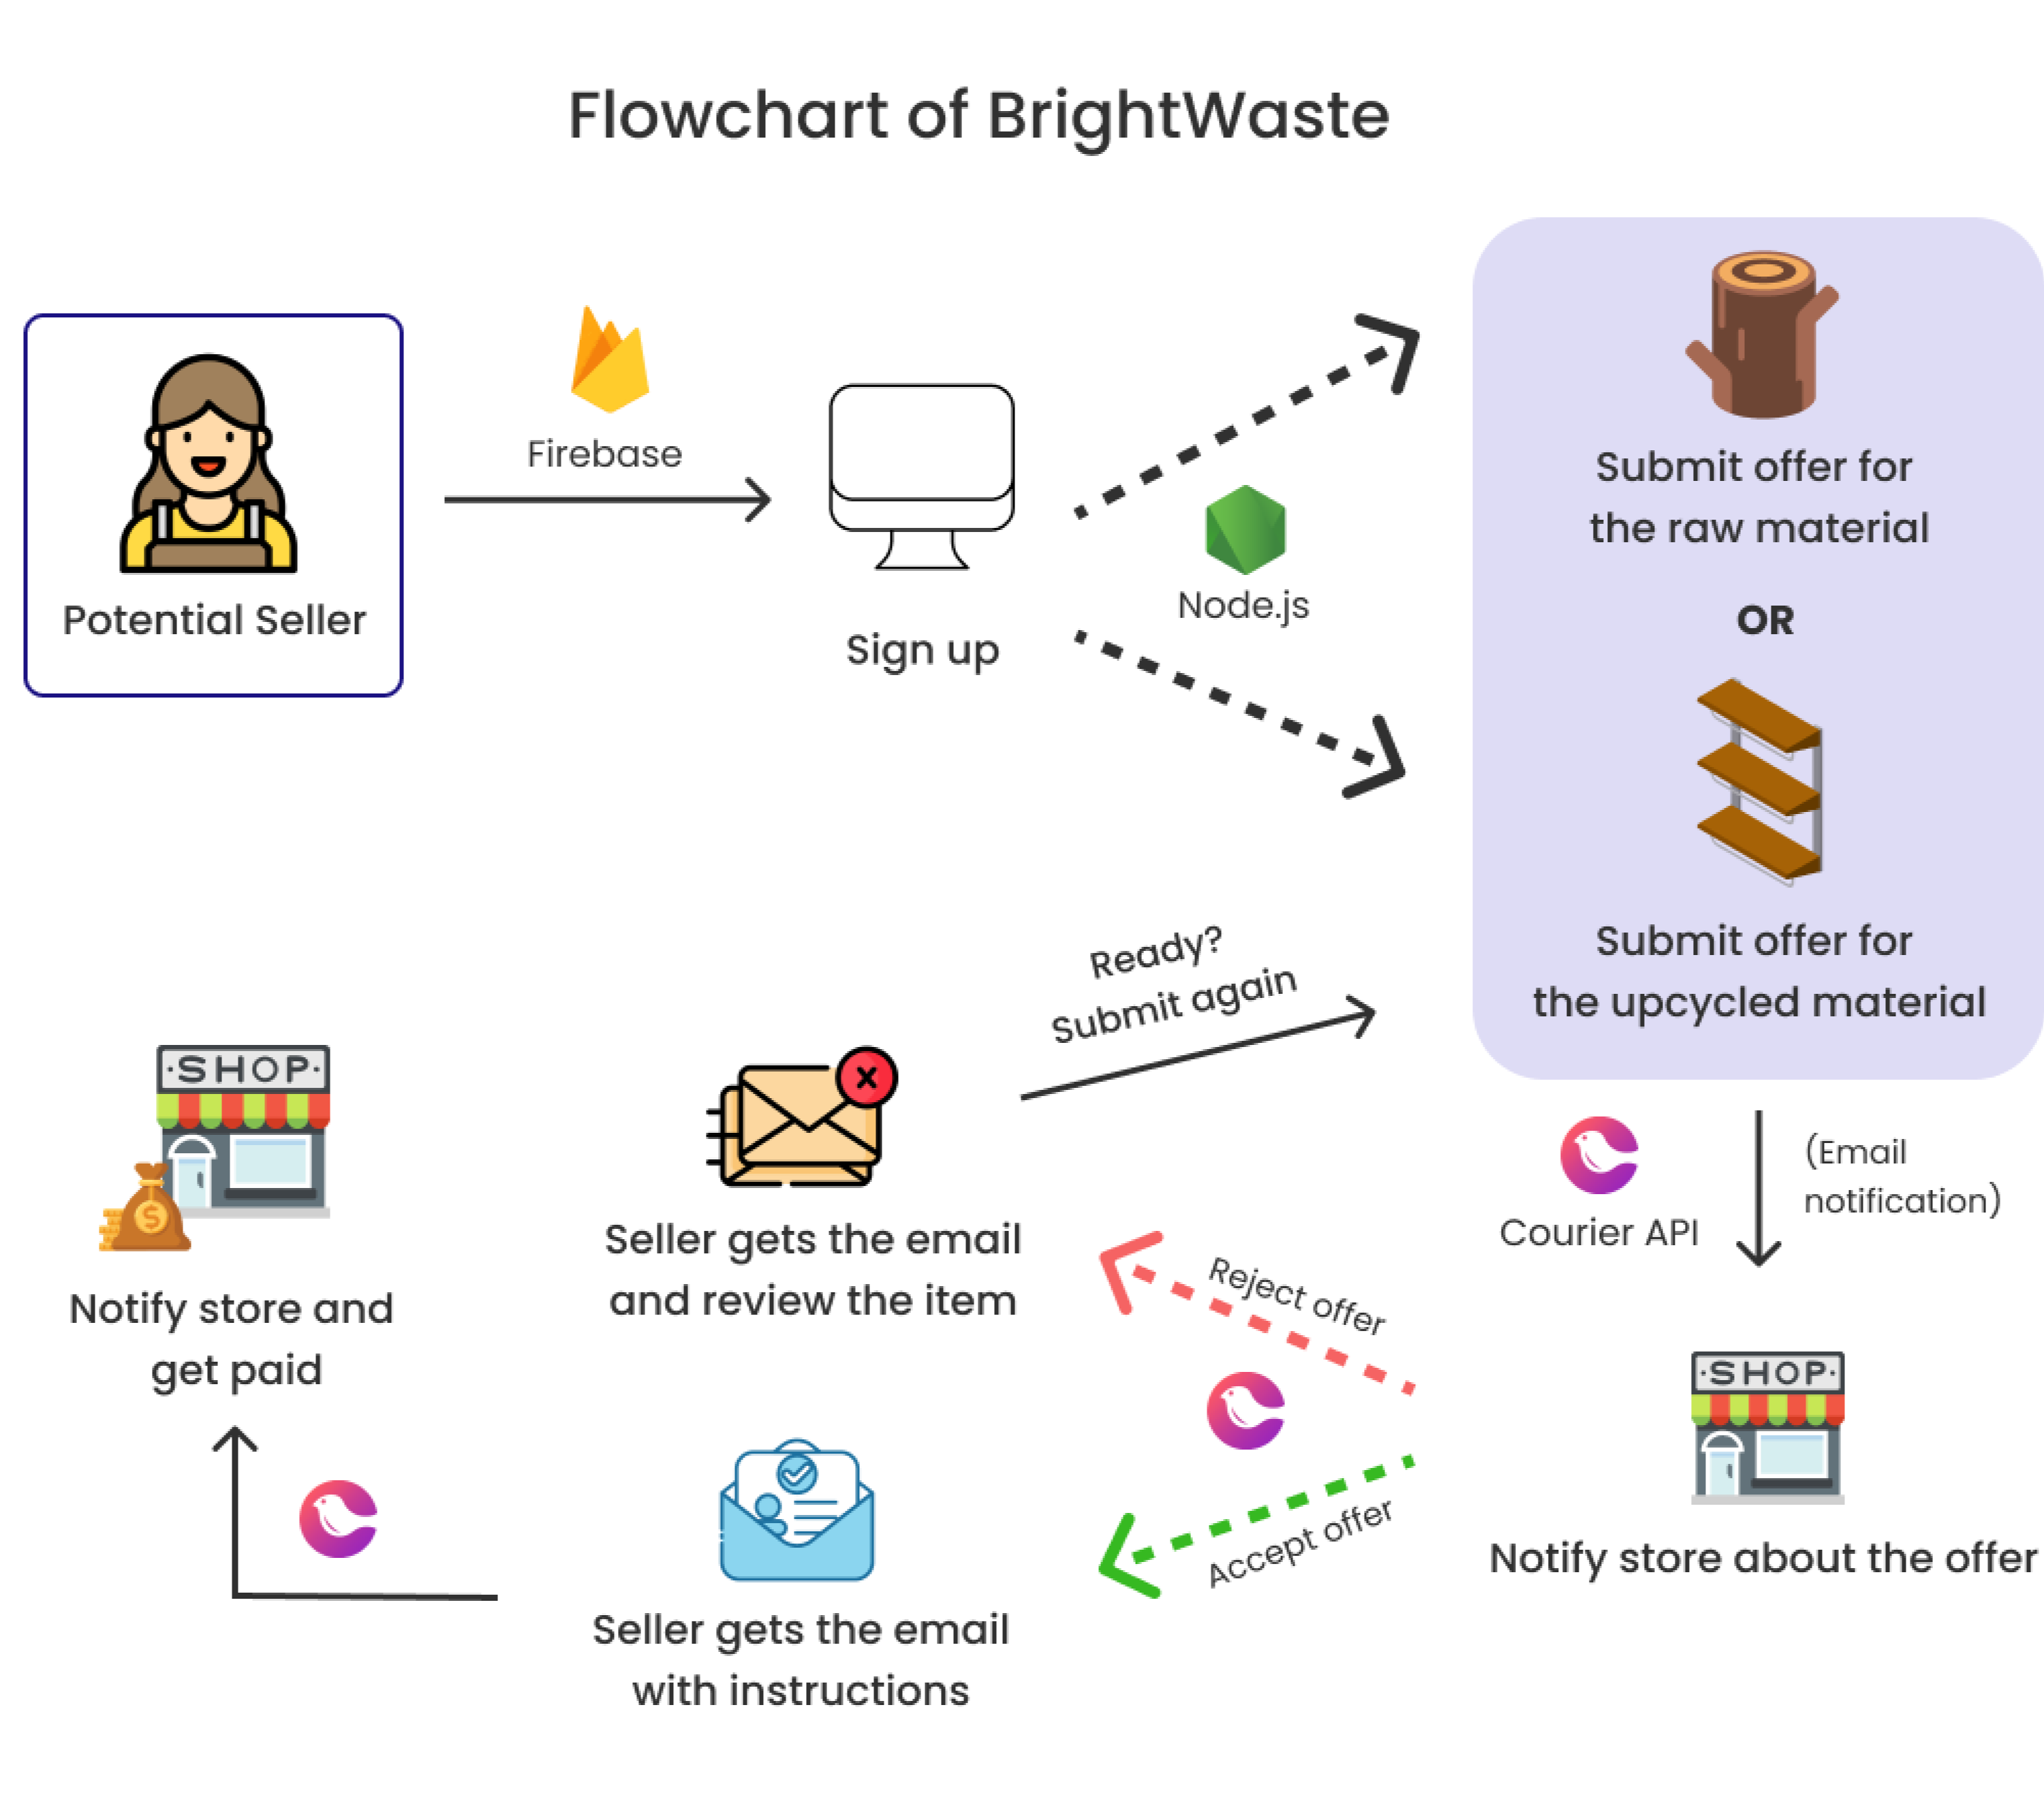 Flowchart of BrightWaste
Potential Seller
Firebase
Sign up
Node.js
Submit offer for
the raw material
OR
Submit offer for
the upcycled material
Courier API
(Email
notification)
·SHOP·
Notify store about the offer
Reject offer
Accept offer
Seller gets the email
and review the item
Ready?
Submit again
Seller gets the email
with instructions
·SHOP·
$
Notify store and
get paid